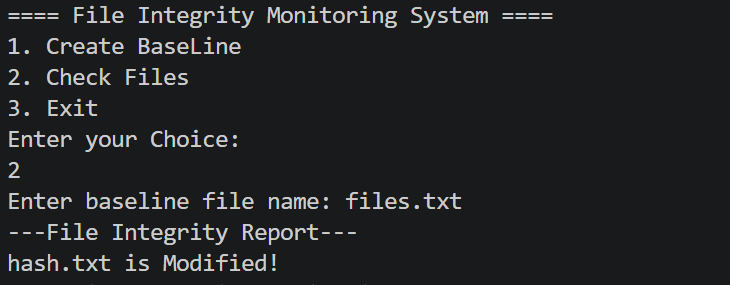 ==== File Integrity Monitoring System ====
1. Create BaseLine
2. Check Files
3. Exit
Enter your Choice:
2
Enter baseline file name: files.txt
---File Integrity Report---
hash.txt is Modified!